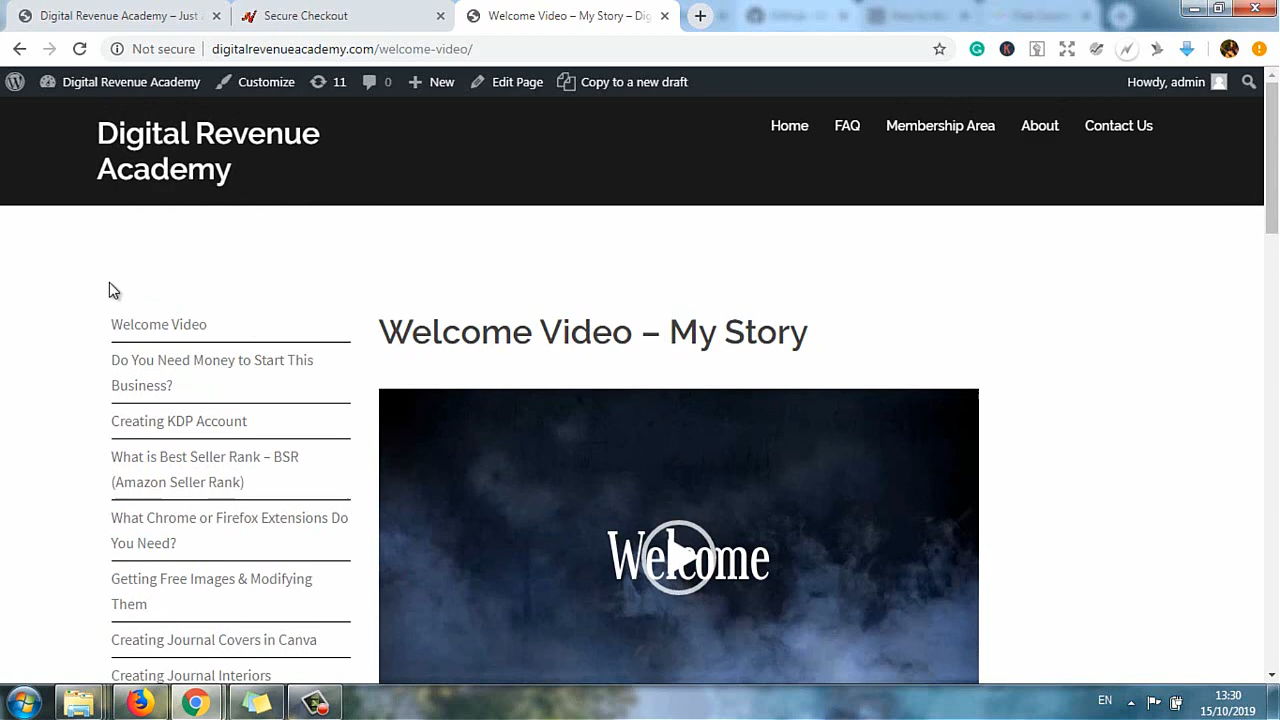 Digital Revenue Academy – Just
Secure Checkout
Welcome Video – My Story – Dig
Not secure
digitalrevenueacademy.com/welcome-video/
Digital Revenue Academy
Customize
11
0
New
Edit Page
Copy to a new draft
Howdy, admin
Digital Revenue
Academy
Home
FAQ
Membership Area
About
Contact Us
Welcome Video
Do You Need Money to Start This
Business?
Creating KDP Account
What is Best Seller Rank – BSR
(Amazon Seller Rank)
What Chrome or Firefox Extensions Do
You Need?
Getting Free Images & Modifying
Them
Creating Journal Covers in Canva
Creating Journal Interiors
Welcome Video – My Story
Welcome
EN
13:30
15/10/2019